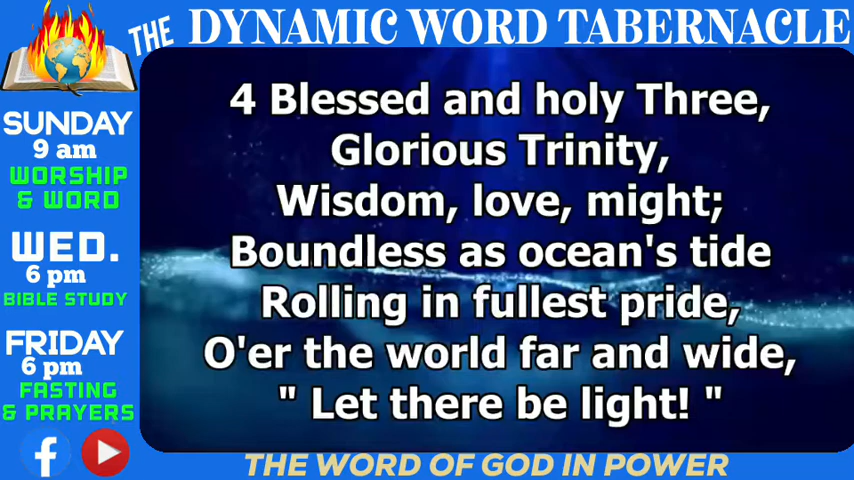 THE DYNAMIC WORD TABERNACLE
SUNDAY
9 am
WORSHIP
& WORD
WED.
6 pm
BIBLE STUDY
FRIDAY
6 pm
FASTING
& PRAYERS
4 Blessed and holy Three,
Glorious Trinity,
Wisdom, love, might;
Boundless as ocean's tide
Rolling in fullest pride,
O'er the world far and wide,
" Let there be light! "
THE WORD OF GOD IN POWER